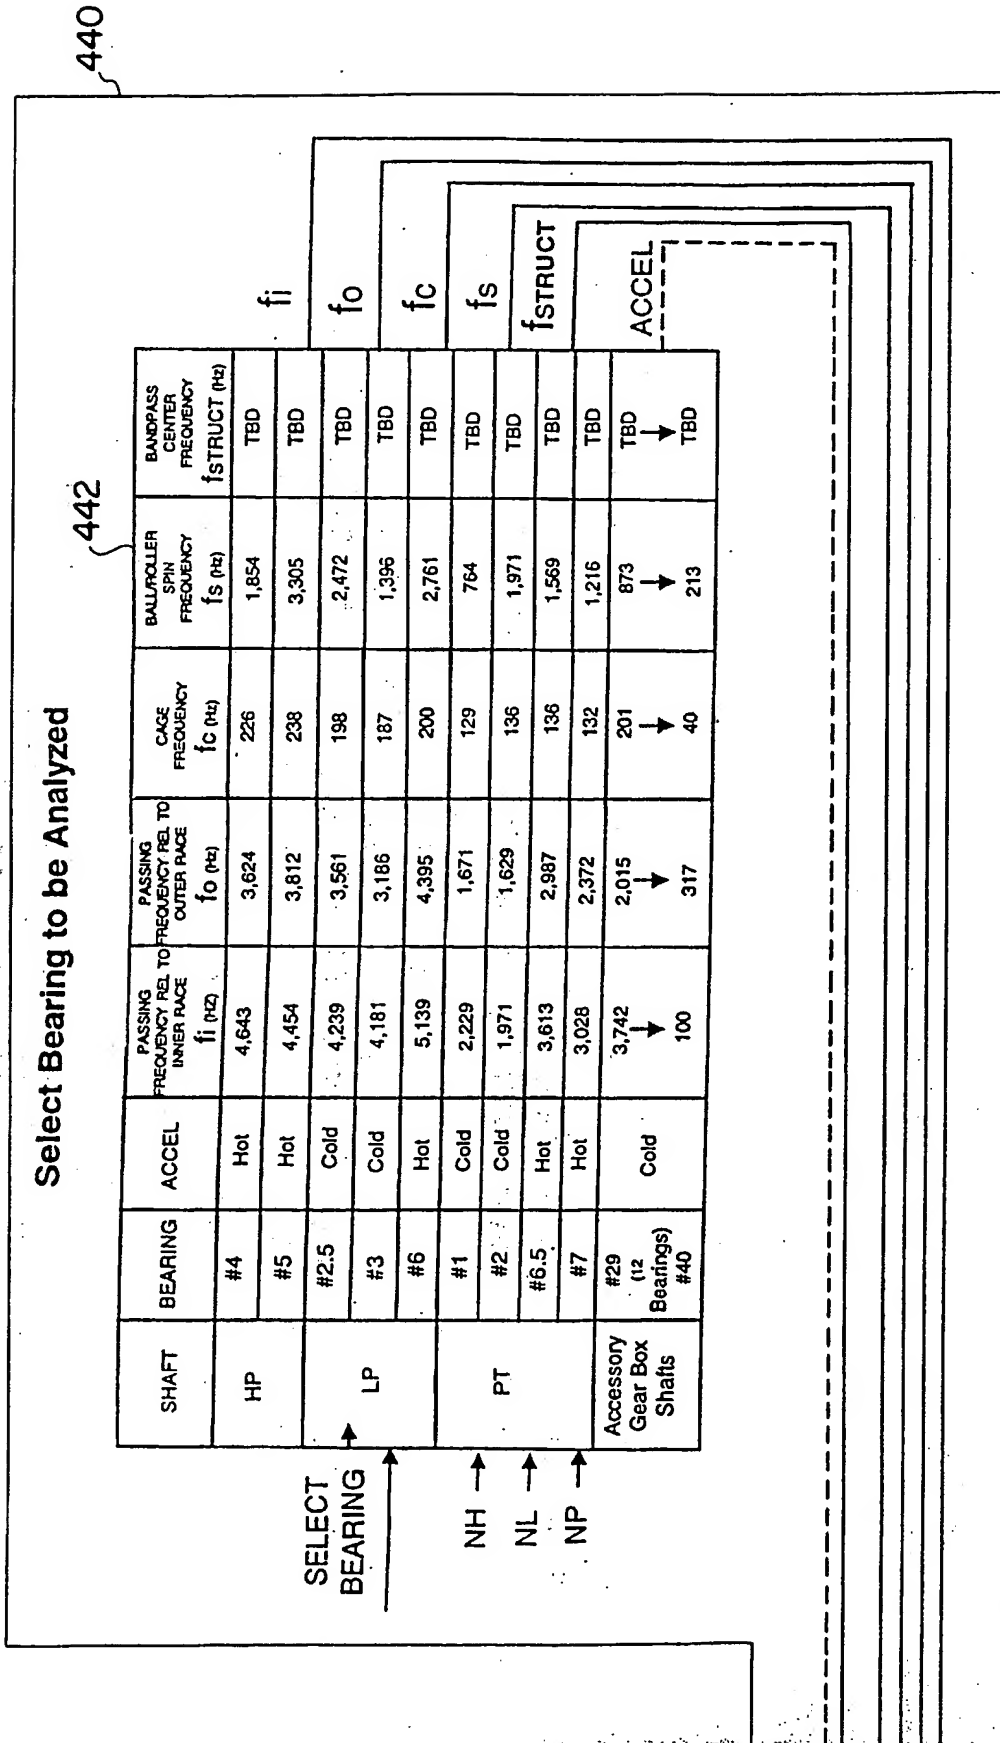 440
Select Bearing to be Analyzed
442
SHAFT
BEARING
ACCEL
PASSING
FREQUENCY REL TO
INNER RACE
fi (HZ)
PASSING
FREQUENCY REL TO
OUTER RACE
fo (Hz)
CAGE
FREQUENCY
fc (Hz)
BALL/ROLLER
SPIN
FREQUENCY
fs (Hz)
BANDPASS
CENTER
FREQUENCY
fSTRUCT (Hz)
HP
#4 Hot 4,643 3,624 226 1,854 TBD
#5 Hot 4,454 3,812 238 3,305 TBD
LP
#2.5 Cold 4,239 3,561 198 2,472 TBD
#3 Cold 4,181 3,186 187 1,396 TBD
#6 Hot 5,139 4,395 200 2,761 TBD
PT
#1 Cold 2,229 1,671 129 764 TBD
#2 Cold 1,971 1,629 136 1,971 TBD
#6.5 Hot 3,613 2,987 136 1,569 TBD
#7 Hot 3,028 2,372 132 1,216 TBD
Accessory
Gear Box
Shafts
#29
(12
Bearings)
#40
Cold
3,742 2,015 201 873 TBD
100 317 40 213 TBD
SELECT
BEARING
NH
NL
NP
fi
fo
fc
fs
fSTRUCT
ACCEL